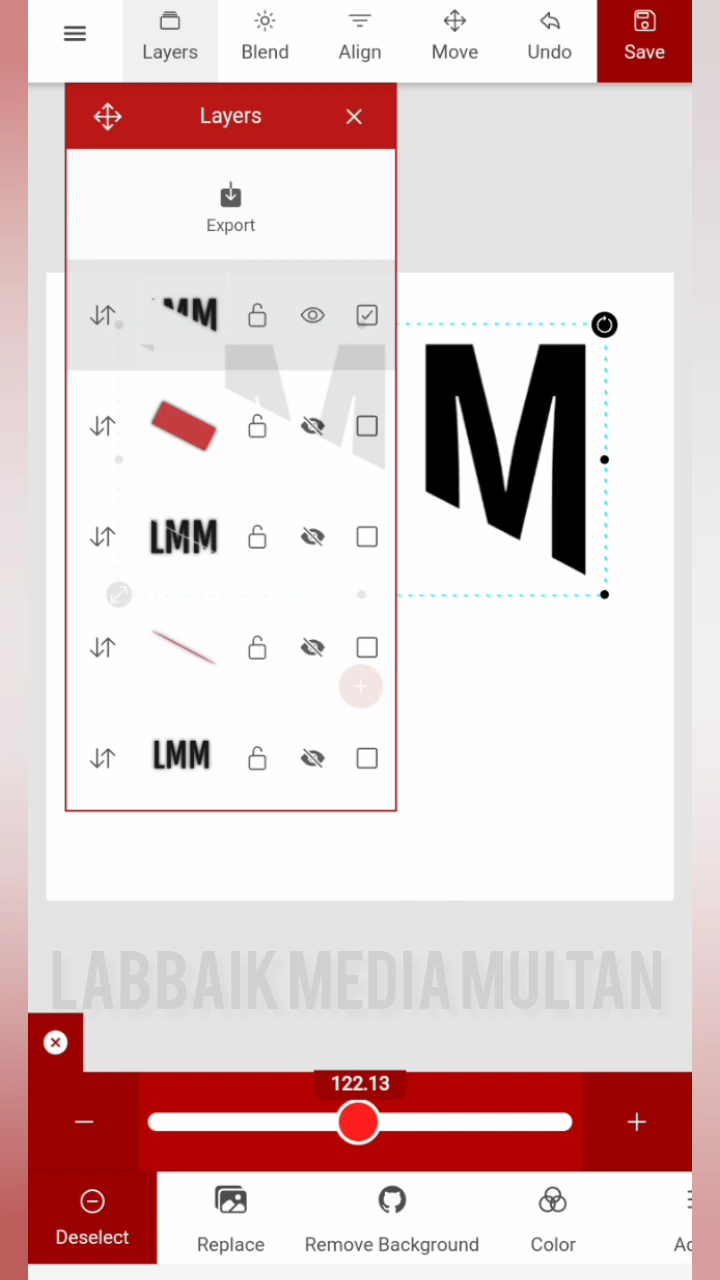 Layers Blend Align Move Undo Save
Layers
Export
LMM
LMM
LMM
M M
LABBAIK MEDIA MULTAN
122.13
Deselect Replace Remove Background Color